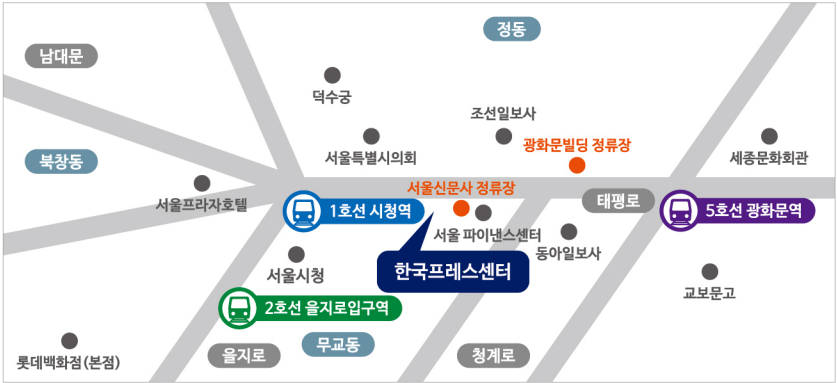 정동
남대문
덕수궁
조선일보사
북창동
서울특별시의회
광화문빌딩 정류장
세종문화회관
서울프라자호텔
서울신문사 정류장
태평로
1호선 시청역
5호선 광화문역
서울 파이낸스센터
동아일보사
서울시청
한국프레스센터
교보문고
2호선 을지로입구역
무교동
롯데백화점(본점)
을지로
청계로